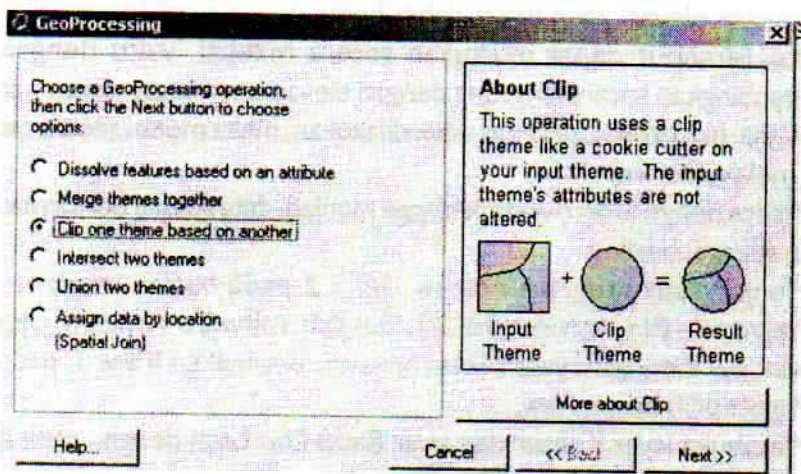 GeoProcessing
Choose a GeoProcessing operation,
then click the Next button to choose
options.
Dissolve features based on an attribute
Merge themes together
Clip one theme based on another
Intersect two themes
Union two themes
Assign data by location
(Spatial Join)
About Clip
This operation uses a clip
theme like a cookie cutter on
your input theme. The input
theme's attributes are not
altered.
+ =
Input Clip Result
Theme Theme Theme
More about Clip
Help... Cancel << Back Next >>